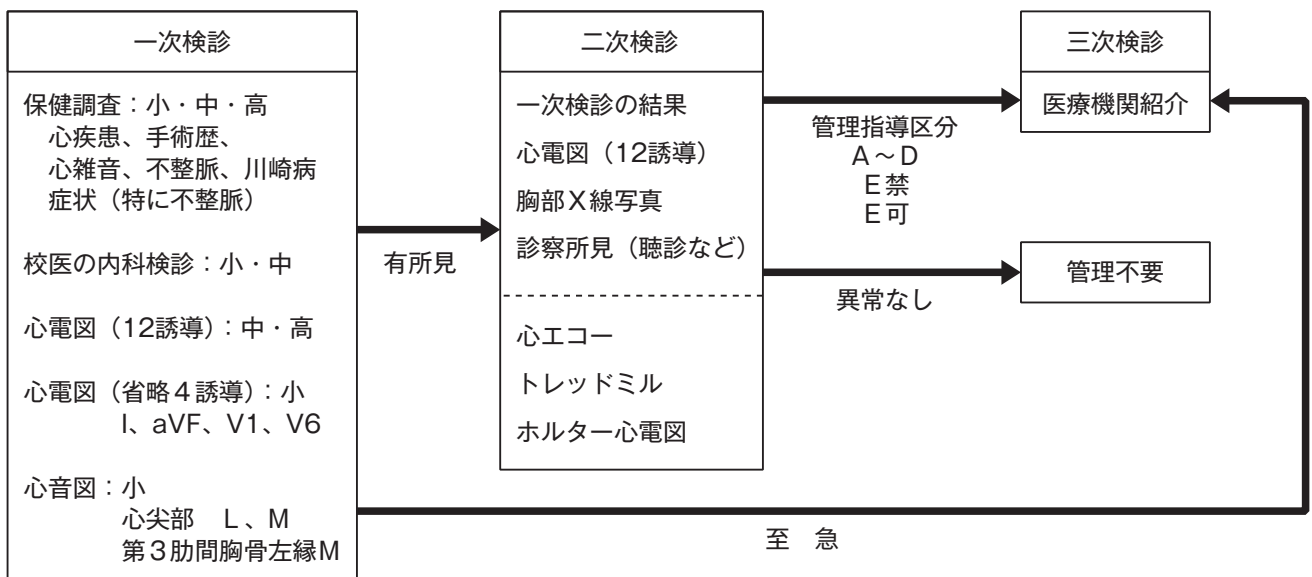 一次検診
保健調査：小・中・高
心疾患、手術歴、
心雑音、不整脈、川崎病
症状（特に不整脈）
校医の内科検診：小・中
心電図（12誘導）：中・高
心電図（省略４誘導）：小
I、aVF、V1、V6
心音図：小
心尖部　L、M
第３肋間胸骨左縁M
有所見
二次検診
一次検診の結果
心電図（12誘導）
胸部Ｘ線写真
診察所見（聴診など）
心エコー
トレッドミル
ホルター心電図
管理指導区分
A～D
E禁
E可
異常なし
三次検診
医療機関紹介
管理不要
至　急